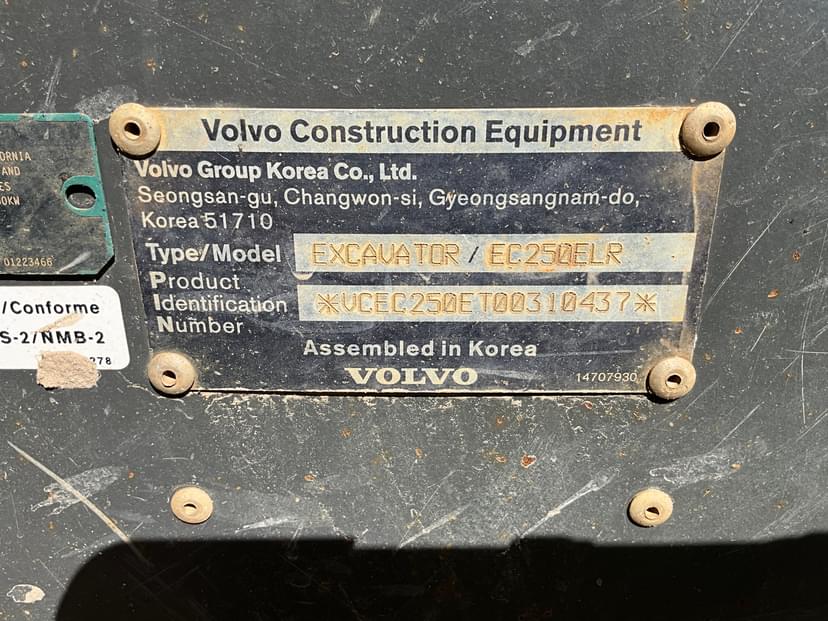 ORNIA
AND
ES
0KW
01223466
/Conforme
S-2/NMB-2
278
Volvo Construction Equipment
Volvo Group Korea Co., Ltd.
Seongsan-gu, Changwon-si, Gyeongsangnam-do,
Korea 51710
Type/Model EXCAVATOR / EC250ELR
Product
Identification *VCEC250ET00310437*
Number
Assembled in Korea
VOLVO
14707930